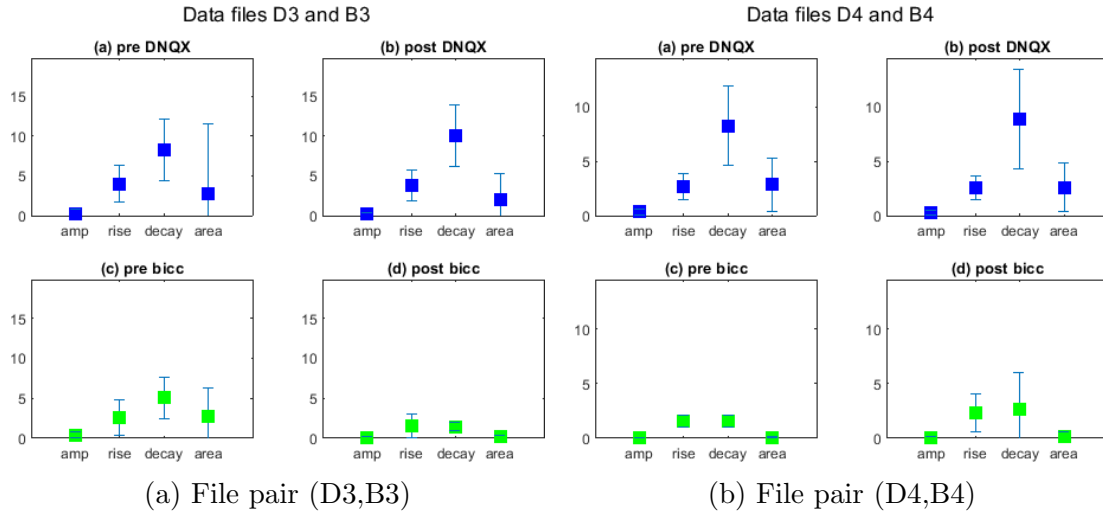 Data files D3 and B3
(a) pre DNQX
15
10
5
0
amp rise decay area
(b) post DNQX
15
10
5
0
amp rise decay area
(c) pre bicc
15
10
5
0
amp rise decay area
(d) post bicc
15
10
5
0
amp rise decay area
(a) File pair (D3,B3)
Data files D4 and B4
(a) pre DNQX
10
5
0
amp rise decay area
(b) post DNQX
10
5
0
amp rise decay area
(c) pre bicc
10
5
0
amp rise decay area
(d) post bicc
10
5
0
amp rise decay area
(b) File pair (D4,B4)